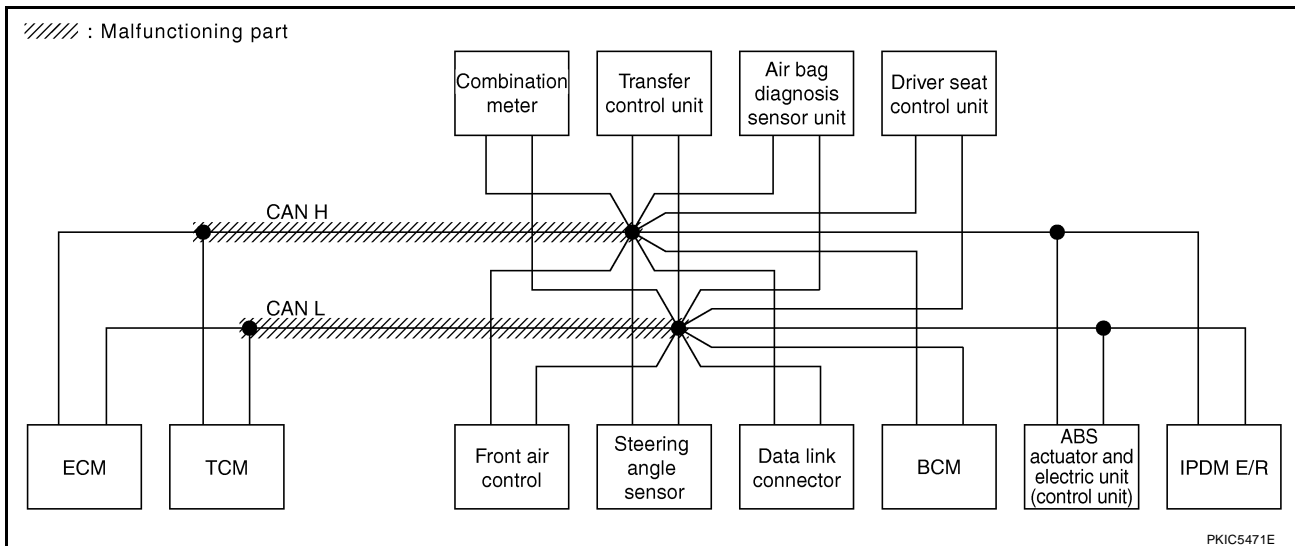 : Malfunctioning part
Combination
meter
Transfer
control unit
Air bag
diagnosis
sensor unit
Driver seat
control unit
CAN H
CAN L
ECM
TCM
Front air
control
Steering
angle
sensor
Data link
connector
BCM
ABS
actuator and
electric unit
(control unit)
IPDM E/R
PKIC5471E